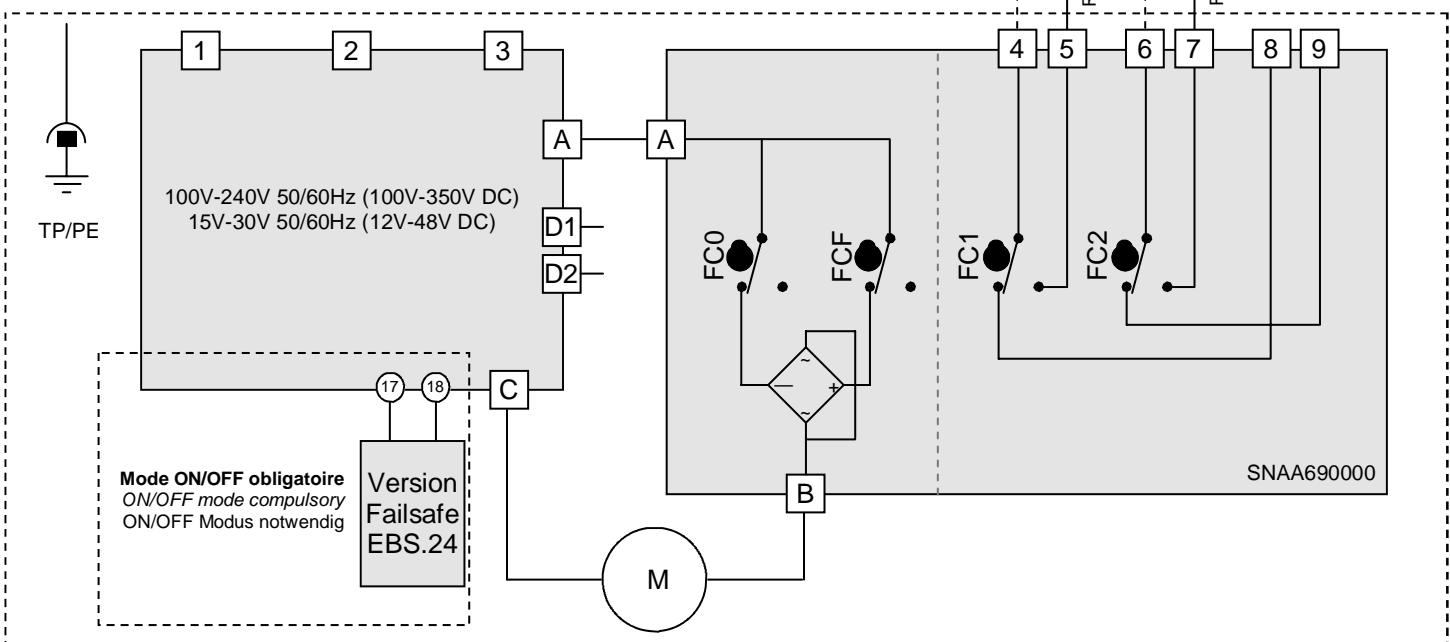 1 2 3 4 5 6 7 8 9
A A
100V-240V 50/60Hz (100V-350V DC)
15V-30V 50/60Hz (12V-48V DC)
TP/PE
D1
D2
FC0 FCF FC1 FC2
~
— +
~
17 18 C
Mode ON/OFF obligatoire
ON/OFF mode compulsory
ON/OFF Modus notwendig
Version
Failsafe
EBS.24
SNAA690000
B
M